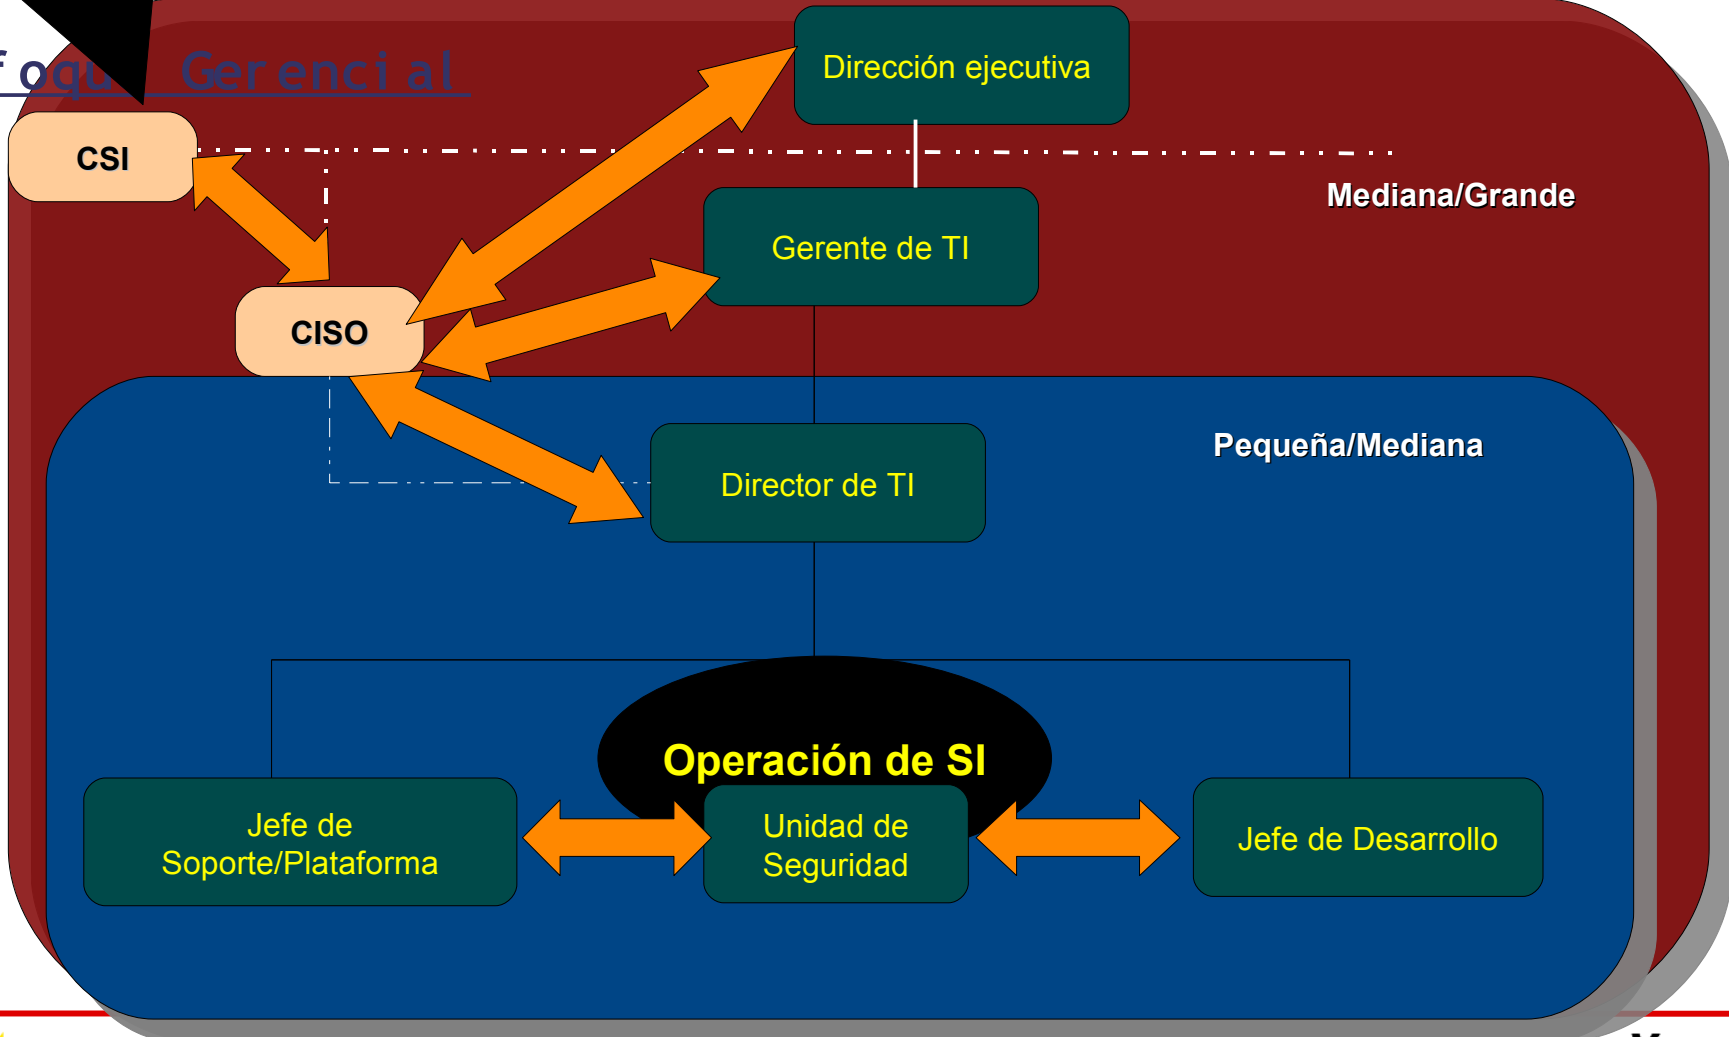 Gerencial
Dirección ejecutiva
CSI
Mediana/Grande
Gerente de TI
CISO
Pequeña/Mediana
Director de TI
Operación de SI
Jefe de
Soporte/Plataforma
Unidad de
Seguridad
Jefe de Desarrollo